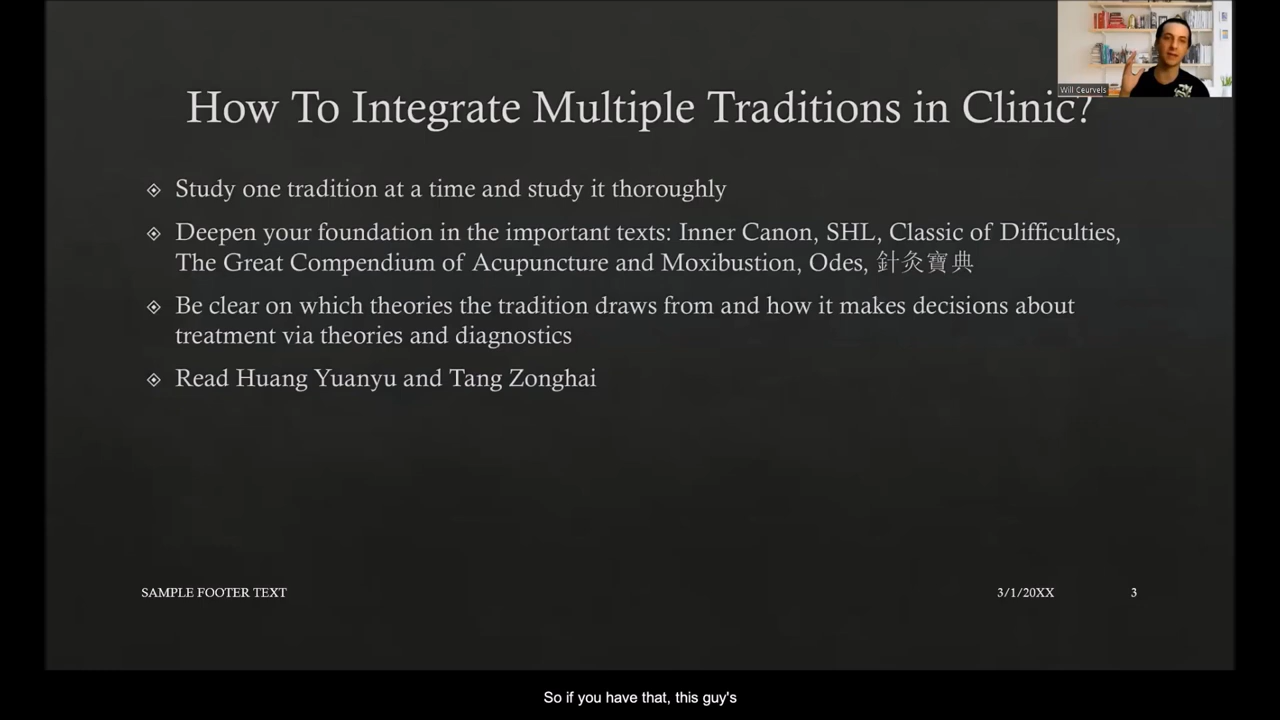 Will Ceurvels
How To Integrate Multiple Traditions in Clinic?
Study one tradition at a time and study it thoroughly
Deepen your foundation in the important texts: Inner Canon, SHL, Classic of Difficulties,
The Great Compendium of Acupuncture and Moxibustion, Odes, 針灸寶典
Be clear on which theories the tradition draws from and how it makes decisions about
treatment via theories and diagnostics
Read Huang Yuanyu and Tang Zonghai
SAMPLE FOOTER TEXT
3/1/20XX
3
So if you have that, this guy's